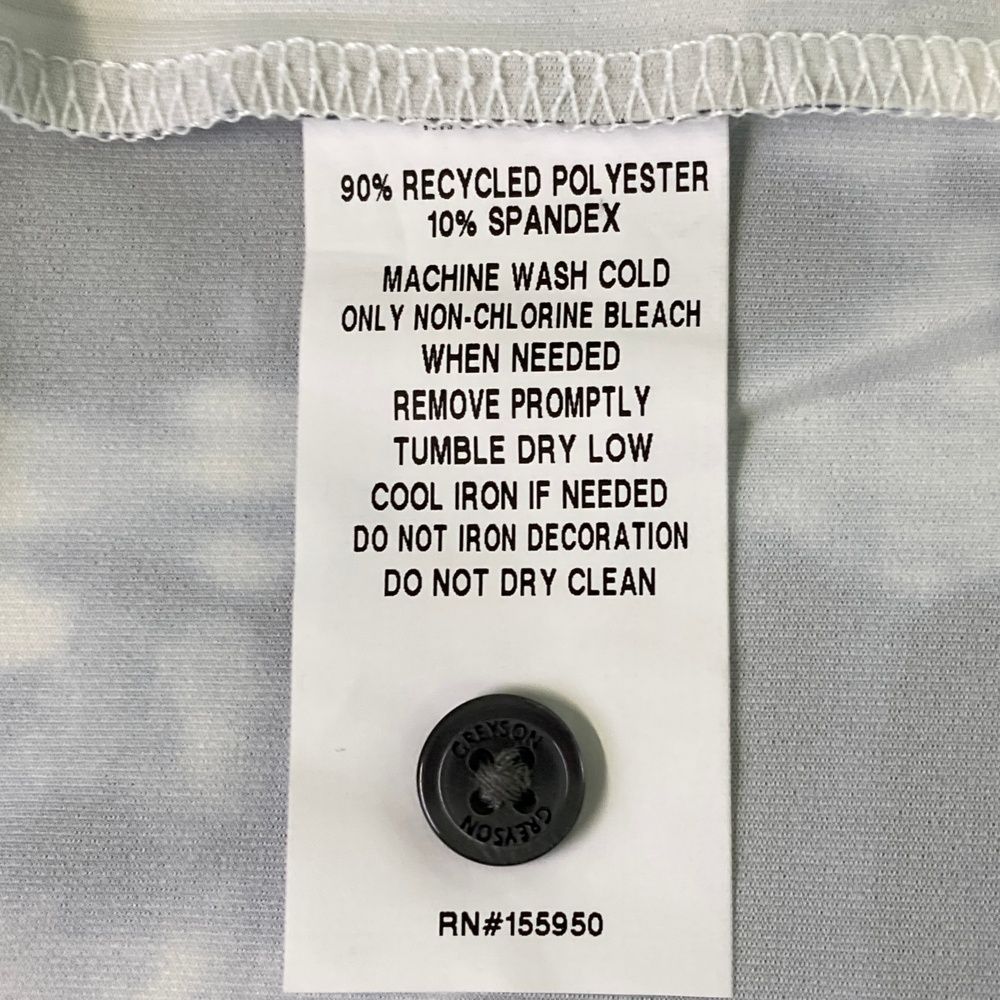 90% RECYCLED POLYESTER
10% SPANDEX
MACHINE WASH COLD
ONLY NON-CHLORINE BLEACH
WHEN NEEDED
REMOVE PROMPTLY
TUMBLE DRY LOW
COOL IRON IF NEEDED
DO NOT IRON DECORATION
DO NOT DRY CLEAN
GREYSON
GREYSON
RN#155950